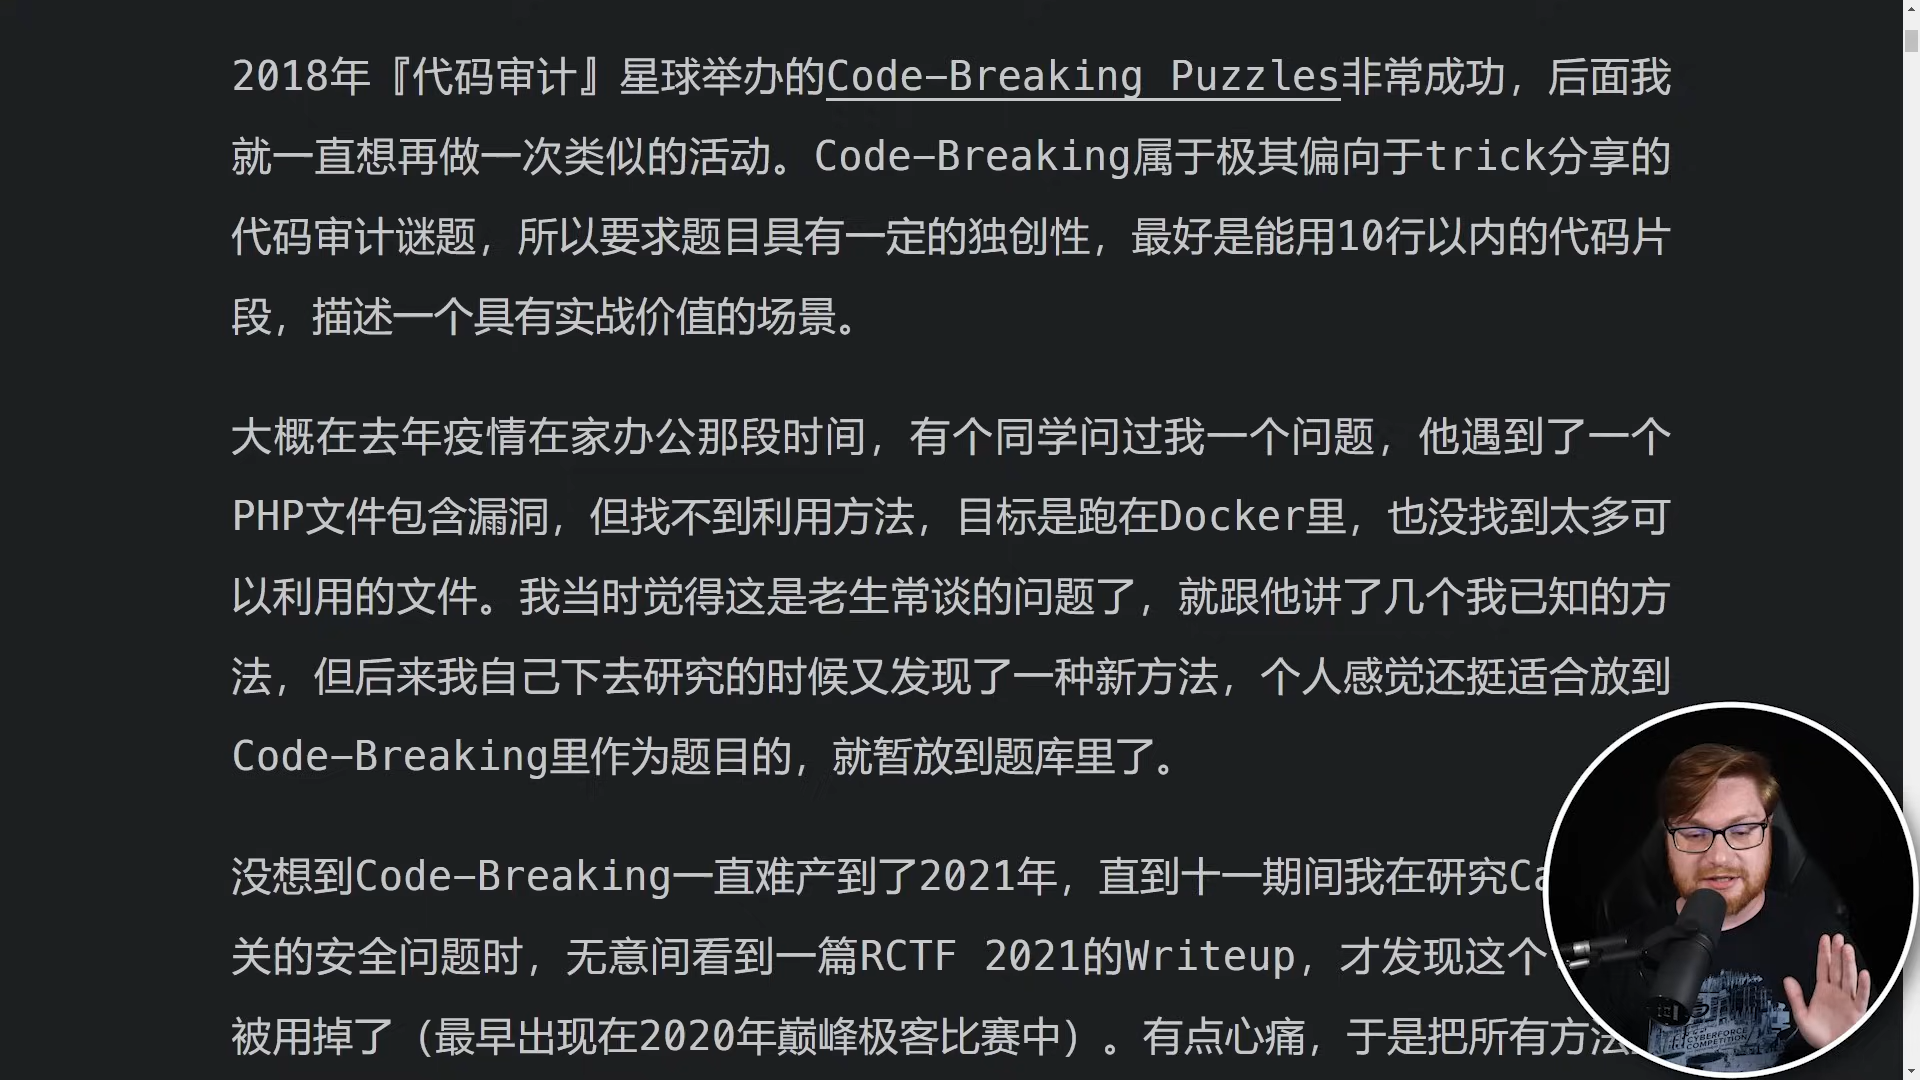 2018年『代码审计』星球举办的Code-Breaking Puzzles非常成功，后面我
就一直想再做一次类似的活动。Code-Breaking属于极其偏向于trick分享的
代码审计谜题，所以要求题目具有一定的独创性，最好是能用10行以内的代码片
段，描述一个具有实战价值的场景。
大概在去年疫情在家办公那段时间，有个同学问过我一个问题，他遇到了一个
PHP文件包含漏洞，但找不到利用方法，目标是跑在Docker里，也没找到太多可
以利用的文件。我当时觉得这是老生常谈的问题了，就跟他讲了几个我已知的方
法，但后来我自己下去研究的时候又发现了一种新方法，个人感觉还挺适合放到
Code-Breaking里作为题目的，就暂放到题库里了。
没想到Code-Breaking一直难产到了2021年，直到十一期间我在研究
关的安全问题时，无意间看到一篇RCTF 2021的Writeup，才发现这个
被用掉了（最早出现在2020年巅峰极客比赛中）。有点心痛，于是把所有方法
CYBERFORCE
COMPETITION